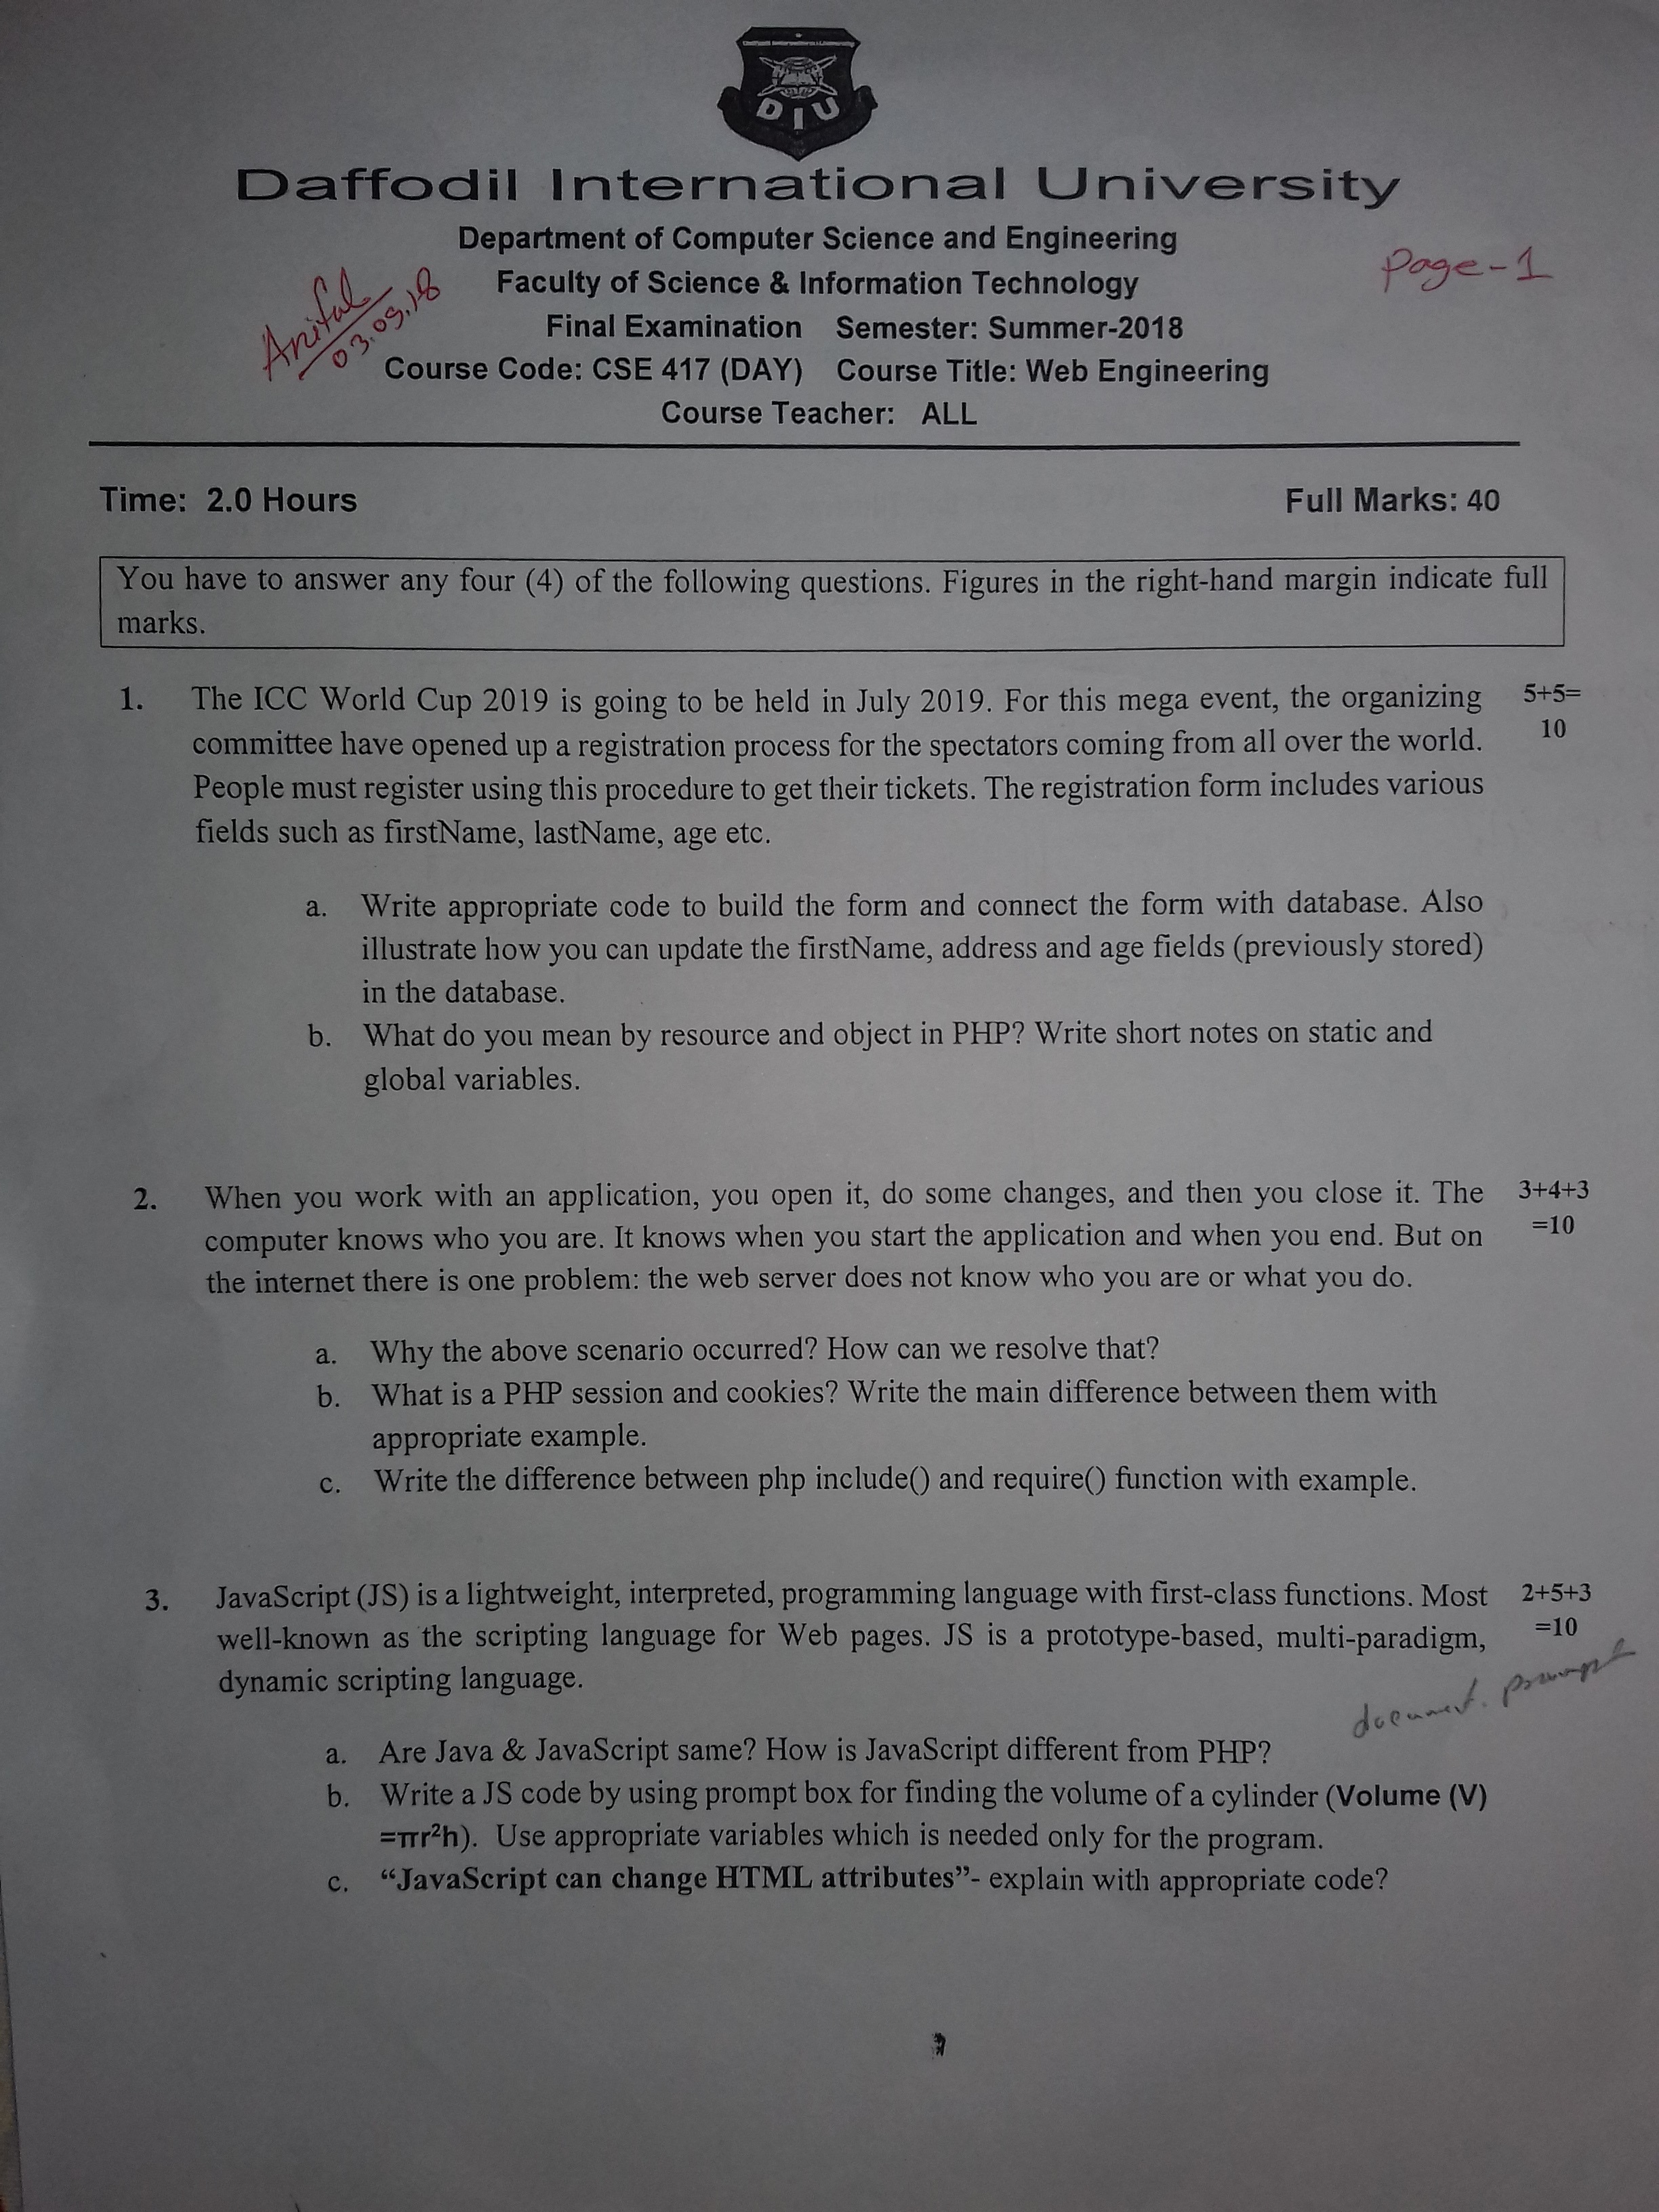 DIU
Daffodil International University
Department of Computer Science and Engineering
Page-1
Faculty of Science & Information Technology
03.09.18
Final Examination Semester: Summer-2018
Course Code: CSE 417 (DAY) Course Title: Web Engineering
Course Teacher: ALL
Time: 2.0 Hours Full Marks: 40
You have to answer any four (4) of the following questions. Figures in the right-hand margin indicate full
marks.
1. The ICC World Cup 2019 is going to be held in July 2019. For this mega event, the organizing 5+5=
committee have opened up a registration process for the spectators coming from all over the world. 10
People must register using this procedure to get their tickets. The registration form includes various
fields such as firstName, lastName, age etc.
a. Write appropriate code to build the form and connect the form with database. Also
illustrate how you can update the firstName, address and age fields (previously stored)
in the database.
b. What do you mean by resource and object in PHP? Write short notes on static and
global variables.
2. When you work with an application, you open it, do some changes, and then you close it. The 3+4+3
computer knows who you are. It knows when you start the application and when you end. But on =10
the internet there is one problem: the web server does not know who you are or what you do.
a. Why the above scenario occurred? How can we resolve that?
b. What is a PHP session and cookies? Write the main difference between them with
appropriate example.
c. Write the difference between php include() and require() function with example.
3. JavaScript (JS) is a lightweight, interpreted, programming language with first-class functions. Most 2+5+3
well-known as the scripting language for Web pages. JS is a prototype-based, multi-paradigm, =10
dynamic scripting language.
document. prompt
a. Are Java & JavaScript same? How is JavaScript different from PHP?
b. Write a JS code by using prompt box for finding the volume of a cylinder (Volume (V)
=πr²h). Use appropriate variables which is needed only for the program.
c. “JavaScript can change HTML attributes”- explain with appropriate code?